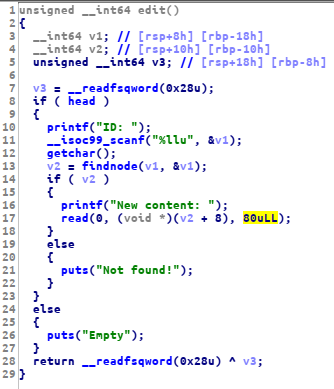 1 unsigned __int64 edit()
2 {
3   __int64 v1; // [rsp+8h] [rbp-18h]
4   __int64 v2; // [rsp+10h] [rbp-10h]
5   unsigned __int64 v3; // [rsp+18h] [rbp-8h]
6
7   v3 = __readfsqword(0x28u);
8   if ( head )
9   {
10     printf("ID: ");
11     __isoc99_scanf("%llu", &v1);
12     getchar();
13     v2 = findnode(v1, &v1);
14     if ( v2 )
15     {
16       printf("New content: ");
17       read(0, (void *)(v2 + 8), 80uLL);
18     }
19     else
20     {
21       puts("Not found!");
22     }
23   }
24   else
25   {
26     puts("Empty");
27   }
28   return __readfsqword(0x28u) ^ v3;
29 }